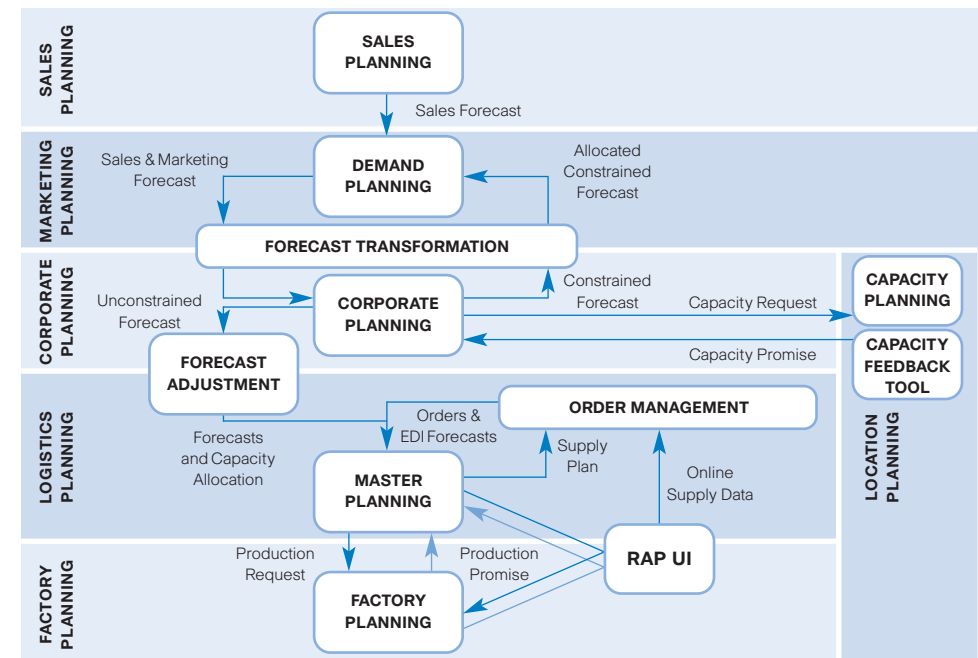 SALES
PLANNING
SALES
PLANNING
Sales Forecast
MARKETING
PLANNING
Sales & Marketing
Forecast
DEMAND
PLANNING
Allocated
Constrained
Forecast
FORECAST TRANSFORMATION
CORPORATE
PLANNING
Unconstrained
Forecast
CORPORATE
PLANNING
Constrained
Forecast
Capacity Request
CAPACITY
PLANNING
Capacity Promise
CAPACITY
FEEDBACK
TOOL
FORECAST
ADJUSTMENT
LOGISTICS
PLANNING
Forecasts
and Capacity
Allocation
Orders &
EDI Forecasts
ORDER MANAGEMENT
MASTER
PLANNING
Supply
Plan
Online
Supply Data
LOCATION
PLANNING
FACTORY
PLANNING
Production
Request
Production
Promise
RAP UI
FACTORY
PLANNING